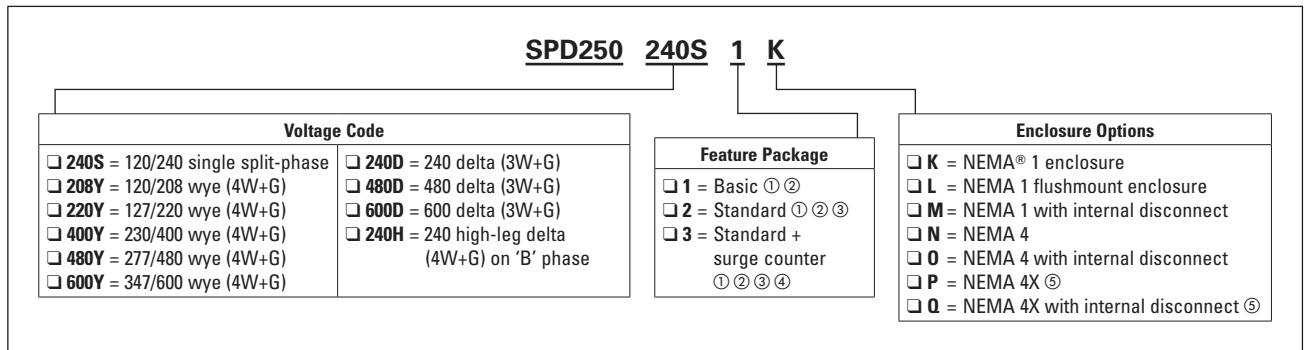 SPD250 240S 1 K
Voltage Code
❑ 240S = 120/240 single split-phase
❑ 208Y = 120/208 wye (4W+G)
❑ 220Y = 127/220 wye (4W+G)
❑ 400Y = 230/400 wye (4W+G)
❑ 480Y = 277/480 wye (4W+G)
❑ 600Y = 347/600 wye (4W+G)
❑ 240D = 240 delta (3W+G)
❑ 480D = 480 delta (3W+G)
❑ 600D = 600 delta (3W+G)
❑ 240H = 240 high-leg delta
(4W+G) on ‘B’ phase
Feature Package
❑ 1 = Basic ① ②
❑ 2 = Standard ① ② ③
❑ 3 = Standard +
surge counter
① ② ③ ④
Enclosure Options
❑ K = NEMA® 1 enclosure
❑ L = NEMA 1 flushmount enclosure
❑ M = NEMA 1 with internal disconnect
❑ N = NEMA 4
❑ O = NEMA 4 with internal disconnect
❑ P = NEMA 4X ⑤
❑ Q = NEMA 4X with internal disconnect ⑤